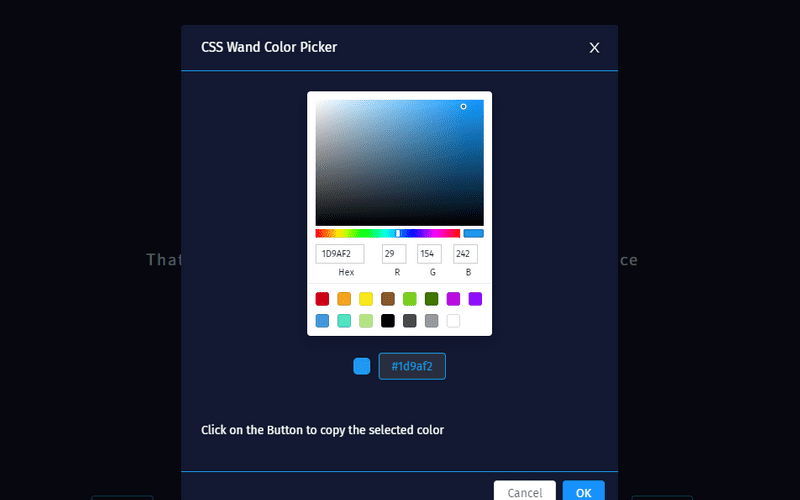 CSS Wand Color Picker
That
ce
1D9AF2 29 154 242
Hex R G B
#1d9af2
Click on the Button to copy the selected color
Cancel OK